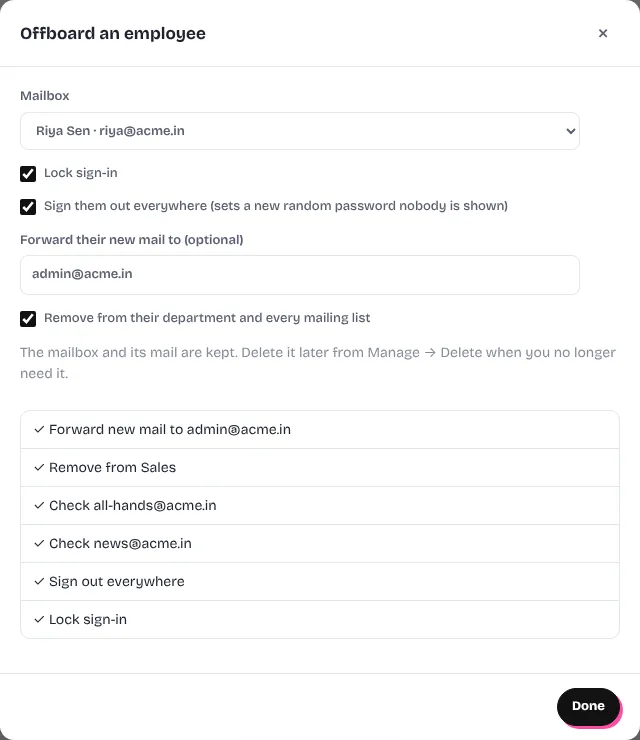 Offboard an employee
×
Mailbox
Riya Sen · riya@acme.in
Lock sign-in
Sign them out everywhere (sets a new random password nobody is shown)
Forward their new mail to (optional)
admin@acme.in
Remove from their department and every mailing list
The mailbox and its mail are kept. Delete it later from Manage → Delete when you no longer
need it.
✓ Forward new mail to admin@acme.in
✓ Remove from Sales
✓ Check all-hands@acme.in
✓ Check news@acme.in
✓ Sign out everywhere
✓ Lock sign-in
Done